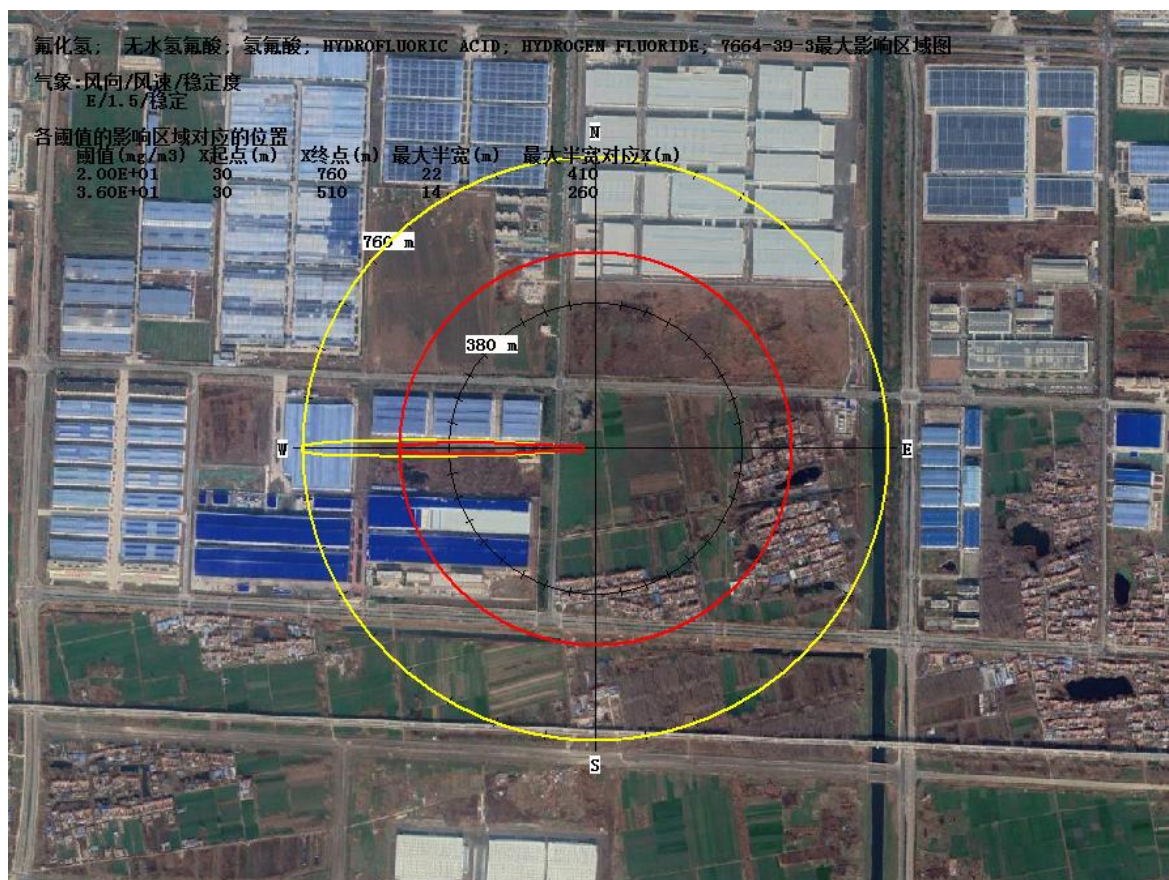 氟化氢; 无水氢氟酸; 氢氟酸; HYDROFLUORIC ACID; HYDROGEN FLUORIDE; 7664-39-3最大影响区域图
气象:风向/风速/稳定度
E/1.5/稳定
各阈值的影响区域对应的位置
阈值(mg/m3) X起点(m) X终点(m) 最大半宽(m) 最大半宽对应X(m)
2.00E+01 30 760 22 410
3.60E+01 30 510 14 260
N
760 m
380 m
W
E
S